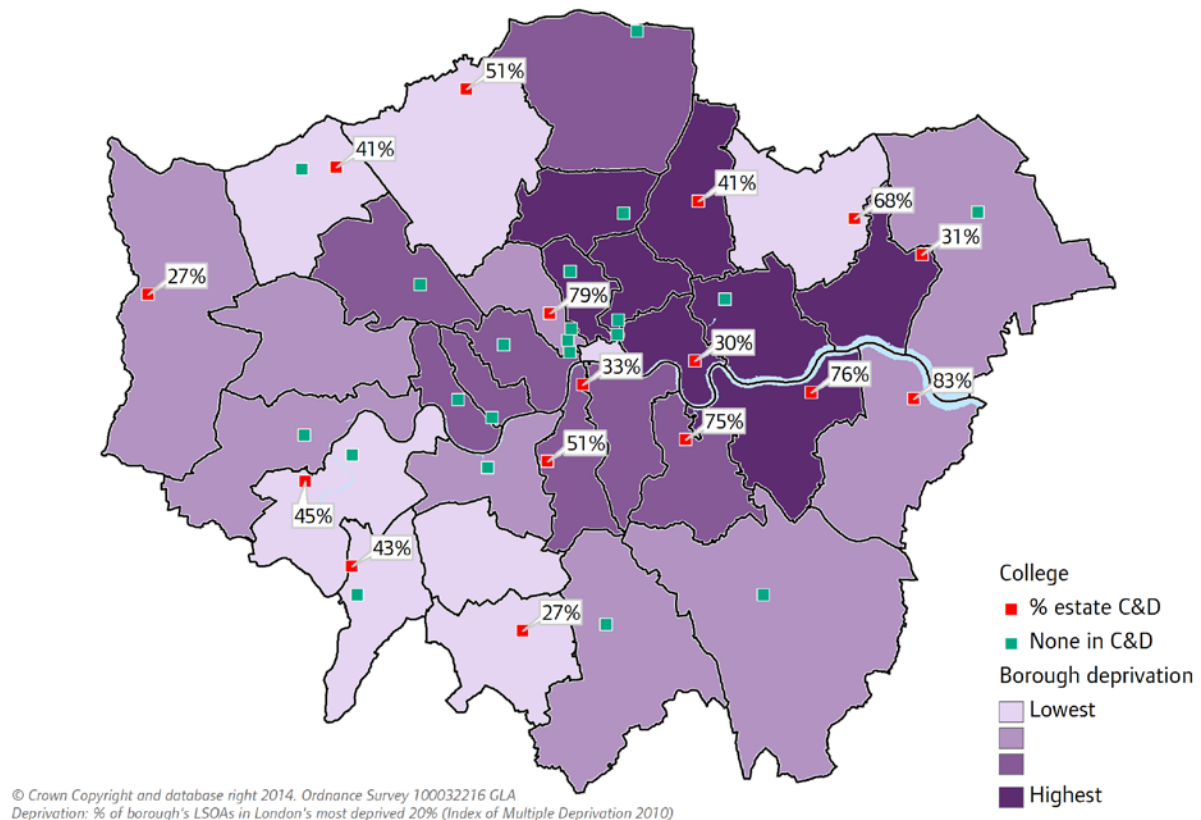 51%
41%
41%
68%
31%
27%
79%
30%
33%
76%
83%
75%
51%
45%
43%
27%
College
% estate C&D
None in C&D
Borough deprivation
Lowest
Highest
© Crown Copyright and database right 2014. Ordnance Survey 100032216 GLA
Deprivation: % of borough's LSOAs in London's most deprived 20% (Index of Multiple Deprivation 2010)